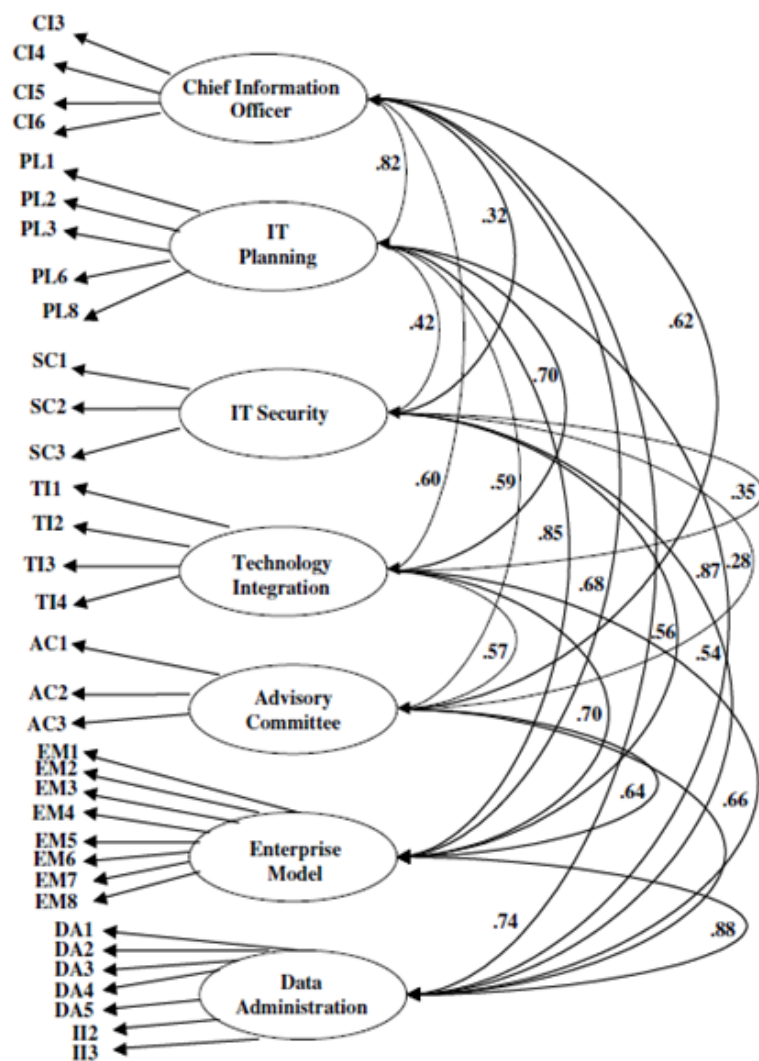 CI3
CI4
CI5
CI6
Chief Information
Officer
PL1
PL2
PL3
PL6
PL8
IT
Planning
SC1
SC2
SC3
IT Security
TI1
TI2
TI3
TI4
Technology
Integration
AC1
AC2
AC3
Advisory
Committee
EM1
EM2
EM3
EM4
EM5
EM6
EM7
EM8
Enterprise
Model
DA1
DA2
DA3
DA4
DA5
II2
II3
Data
Administration
.82
.32
.62
.42
.70
.60
.59
.35
.85
.87
.28
.68
.56
.54
.57
.70
.64
.66
.74
.88